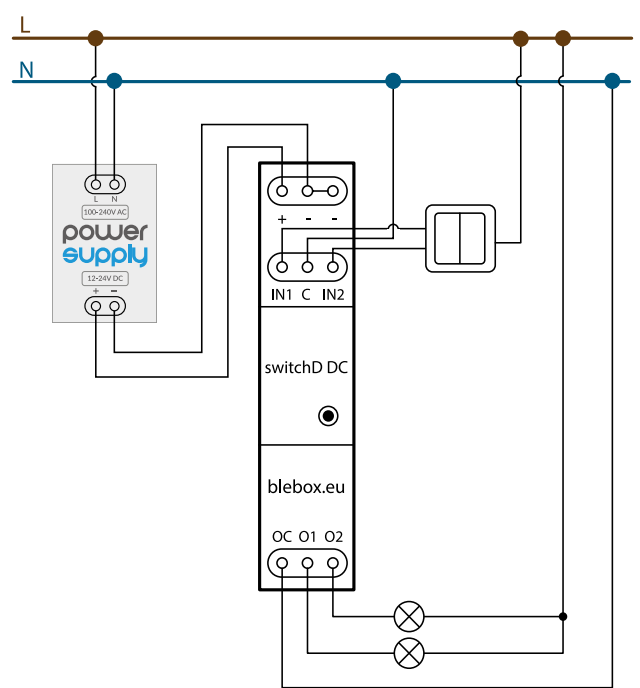 L
N
L N
100-240V AC
power
supply
12-24V DC
+ −
+ - -
IN1 C IN2
switchD DC
blebox.eu
OC O1 O2